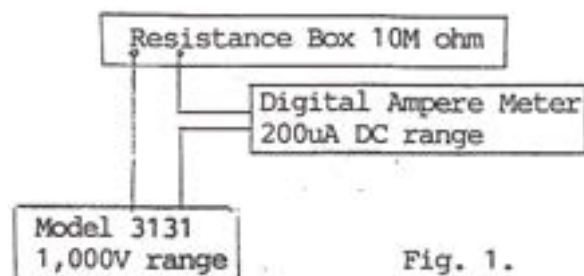 Resistance Box 10M ohm
Digital Ampere Meter
200uA DC range
Model 3131
1,000V range
Fig. 1.